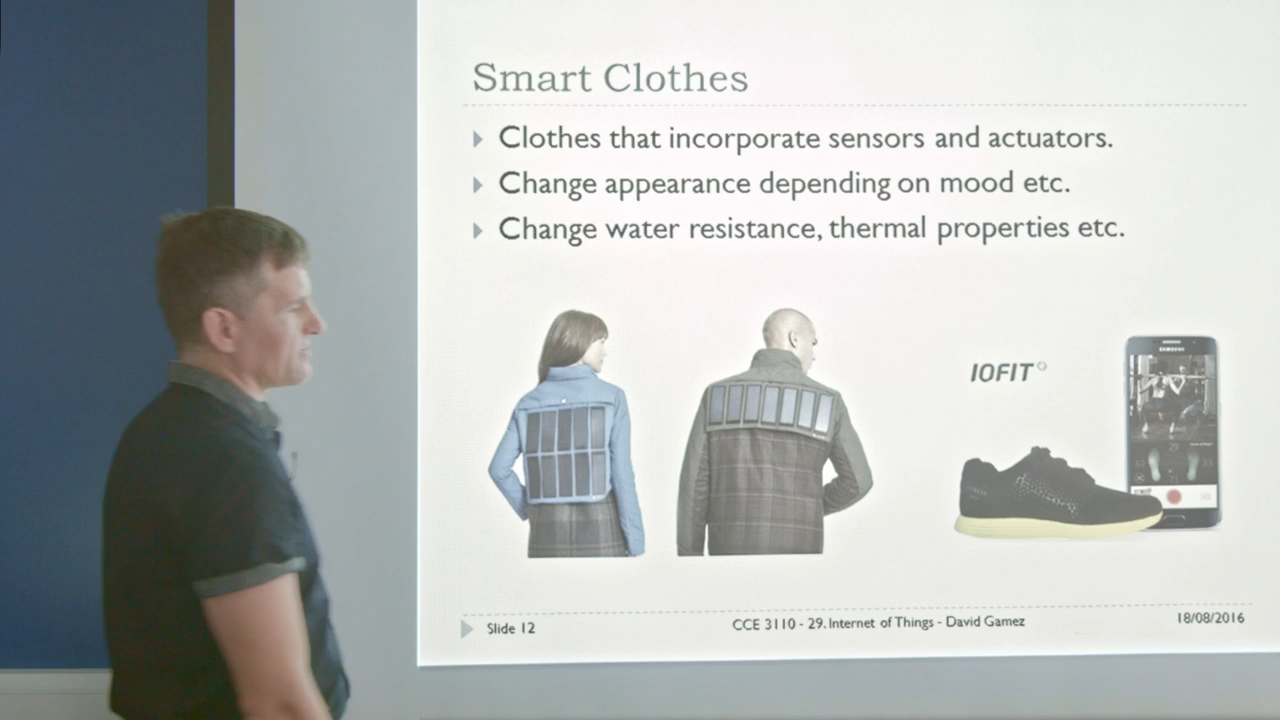 Smart Clothes
Clothes that incorporate sensors and actuators.
Change appearance depending on mood etc.
Change water resistance, thermal properties etc.
IOFIT
SAMSUNG
Slide 12
CCE 3110 - 29. Internet of Things - David Gamez
18/08/2016